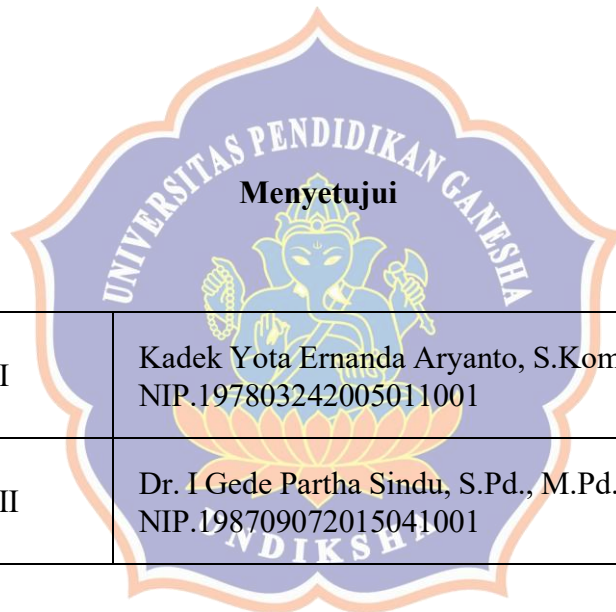 UNIVERSITAS PENDIDIKAN GANESHA
Menyetujui
I
Kadek Yota Ernanda Aryanto, S.Kom
NIP.197803242005011001
II
Dr. I Gede Partha Sindu, S.Pd., M.Pd.
NIP.198709072015041001
UNDIKSHA